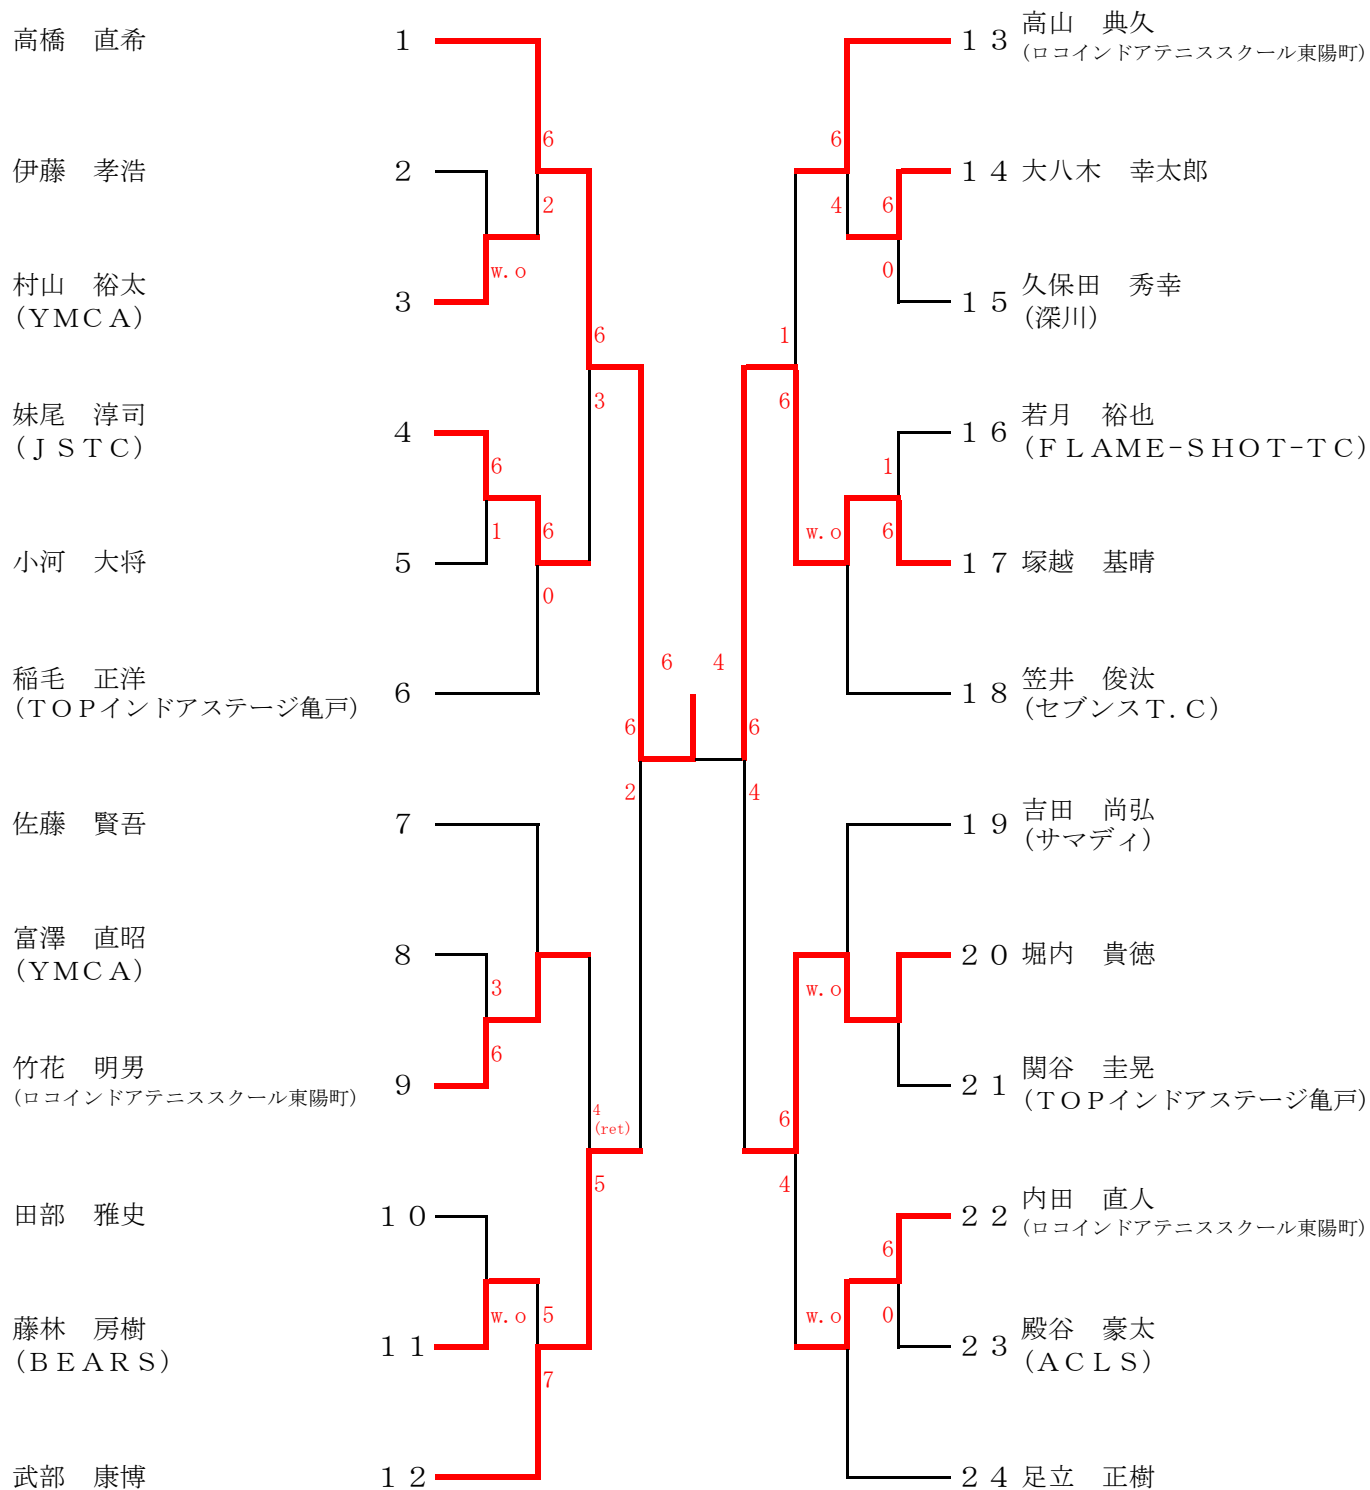 高橋　直希 １
伊藤　孝浩 ２
村山　裕太
（YMCA） ３
妹尾　淳司
（JSTC） ４
小河　大将 ５
稲毛　正洋
（TOPインドアステージ亀戸） ６
佐藤　賢吾 ７
富澤　直昭
（YMCA） ８
竹花　明男
（ロコインドアテニススクール東陽町） ９
田部　雅史 １０
藤林　房樹
（BEARS） １１
武部　康博 １２
6
2
w.o
6
3
6
1
6
0
6
2
3
6
4
(ret)
5
w.o
5
7
6　4
6
4
6
4
6
0
1
6
1
w.o
6
w.o
6
4
6
w.o
0
１３ 高山　典久
（ロコインドアテニススクール東陽町）
１４ 大八木　幸太郎
１５ 久保田　秀幸
（深川）
１６ 若月　裕也
（FLAME-SHOT-TC）
１７ 塚越　基晴
１８ 笠井　俊汰
（セブンスT.C）
１９ 吉田　尚弘
（サマディ）
２０ 堀内　貴徳
２１ 関谷　圭晃
（TOPインドアステージ亀戸）
２２ 内田　直人
（ロコインドアテニススクール東陽町）
２３ 殿谷　豪太
（ACLS）
２４ 足立　正樹